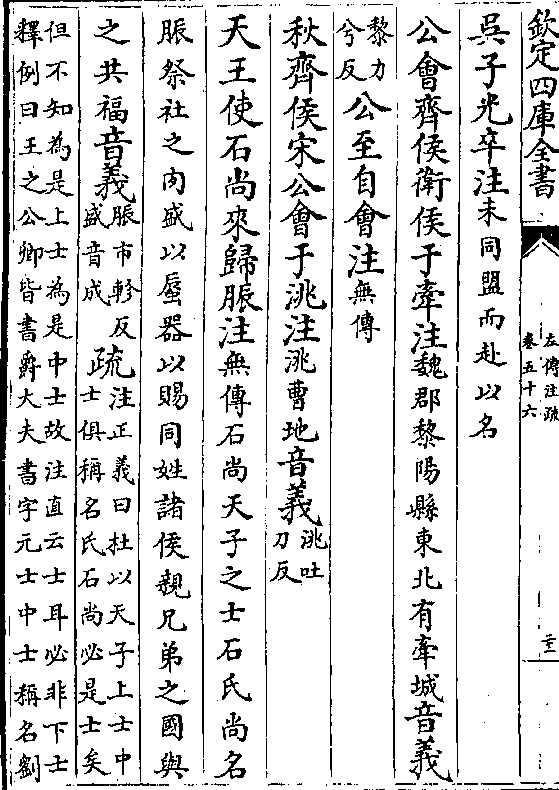 欽定四庫全書
左傳注疏
卷五十六
二十一
吳子光卒注未同盟而赴以名
公會齊侯衛侯于牽注魏郡黎陽縣東北有牽城音義
黎力
兮反公至自會注無傳
秋齊侯宋公會于洮注洮曹地音義洮吐
刀反
天王使石尚來歸脤注無傳石尚天子之士石氏尚名
脤祭社之肉盛以蜃器以賜同姓諸侯親兄弟之國與
之共福音義脤市軫反
盛音成疏注正義曰杜以天子上士中
士俱稱名氏石尚必是士矣
但不知為是上士為是中士故注直云士耳必非下士
釋例曰王之公卿皆書爵大夫書字元士中士稱名劉